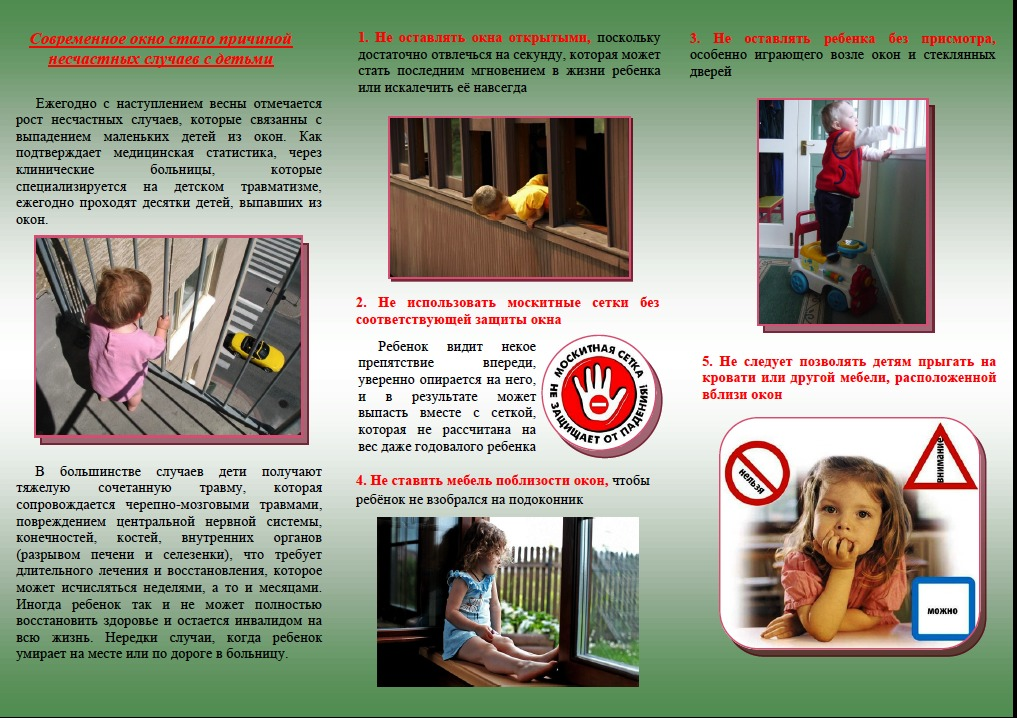 Современное окно стало причиной
несчастных случаев с детьми
Ежегодно с наступлением весны отмечается
рост несчастных случаев, которые связанны с
выпадением маленьких детей из окон. Как
подтверждает медицинская статистика, через
клинические больницы, которые
специализируется на детском травматизме,
ежегодно проходят десятки детей, выпавших из
окон.
В большинстве случаев дети получают
тяжелую сочетанную травму, которая
сопровождается черепно-мозговыми травмами,
повреждением центральной нервной системы,
конечностей, костей, внутренних органов
(разрывом печени и селезенки), что требует
длительного лечения и восстановления, которое
может исчисляться неделями, а то и месяцами.
Иногда ребенок так и не может полностью
восстановить здоровье и остается инвалидом на
всю жизнь. Нередки случаи, когда ребенок
умирает на месте или по дороге в больницу.
1. Не оставлять окна открытыми, поскольку
достаточно отвлечься на секунду, которая может
стать последним мгновением в жизни ребенка
или искалечить её навсегда
2. Не использовать москитные сетки без
соответствующей защиты окна
Ребенок видит некое
препятствие впереди,
уверенно опирается на него,
и в результате может
выпасть вместе с сеткой,
которая не рассчитана на
вес даже годовалого ребенка
МОСКИТНАЯ СЕТКА
НЕ ЗАЩИЩАЕТ ОТ ПАДЕНИЯ!
4. Не ставить мебель поблизости окон, чтобы
ребёнок не взобрался на подоконник
3. Не оставлять ребенка без присмотра,
особенно играющего возле окон и стеклянных
дверей
5. Не следует позволять детям прыгать на
кровати или другой мебели, расположенной
вблизи окон
нельзя
внимание
можно